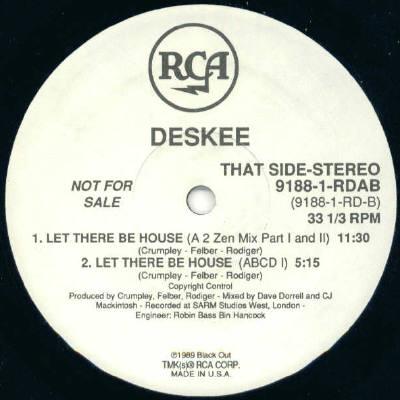 RCA
DESKEE
NOT FOR SALE
THAT SIDE-STEREO
9188-1-RDAB
(9188-1-RD-B)
33 1/3 RPM
1. LET THERE BE HOUSE (A 2 Zen Mix Part I and II) 11:30
(Crumpley - Felber - Rodiger)
2. LET THERE BE HOUSE (ABCD I) 5:15
(Crumpley - Felber - Rodiger)
Copyright Control
Produced by Crumpley, Felber, Rodiger - Mixed by Dave Dorrell and CJ
Mackintosh - Recorded at SARM Studios West, London -
Engineer: Robin Bass Bin Hancock
℗1989 Black Out
TMK(s)® RCA CORP.
MADE IN U.S.A.